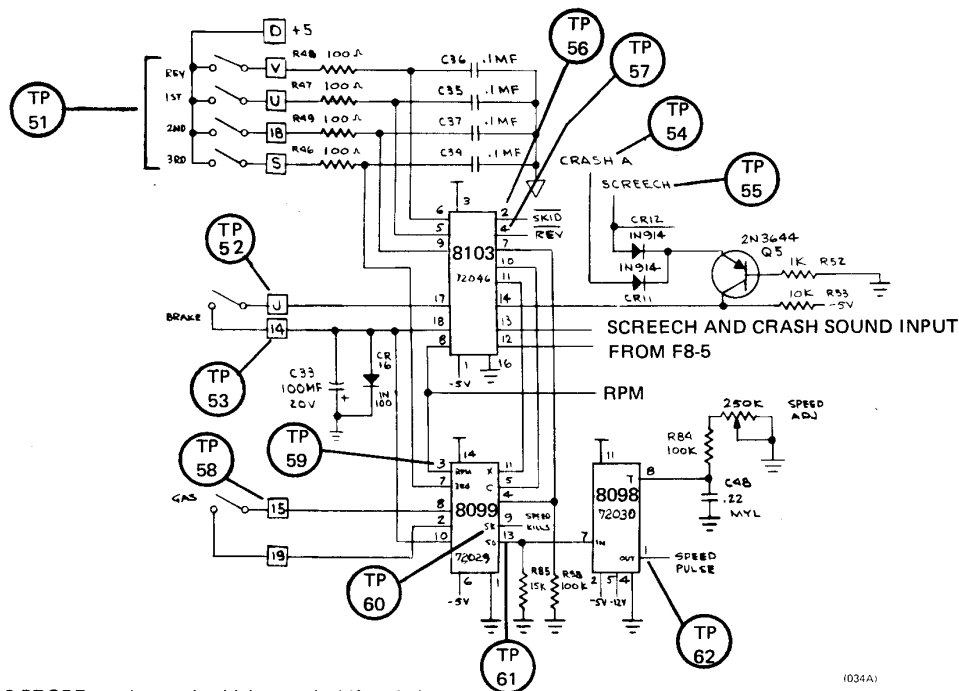 D +5
R48 100Ω
C36 .1MF
REV V
R47 100Ω
C35 .1MF
1ST U
R49 100Ω
C37 .1MF
2ND 18
R46 100Ω
C34 .1MF
3RD S
TP 51
TP 56
TP 57
TP 54
TP 55
CRASH A
SCREECH
3
6
5
9
8103
72046
2 SKID
4 REV
7
10
11
14
13
12
17
18
8
1
-5V
16
CR12
1N914
1N914
CR11
2N3644
Q5
1K R52
10K R53
-5V
TP 52
J
BRAKE
14
TP 53
C33
100MF
20V
+
CR
16
1N
100
SCREECH AND CRASH SOUND INPUT
FROM F8-5
RPM
250K SPEED
ADJ
R84
100K
C48
.22
MYL
TP 59
TP 58
GAS
15
19
3
7
8
2
10
14
RPM
3RD
8099
72029
X
C
SK
SO
11
5
4
9
13
SPEED
KILLS
6
-5V
1
TP 60
TP 61
R85
15K
R98
100K
11
8098
72030
T
IN
OUT
8
7
1
SPEED
PULSE
2 5 4
-5V -12V
TP 62
(034A)